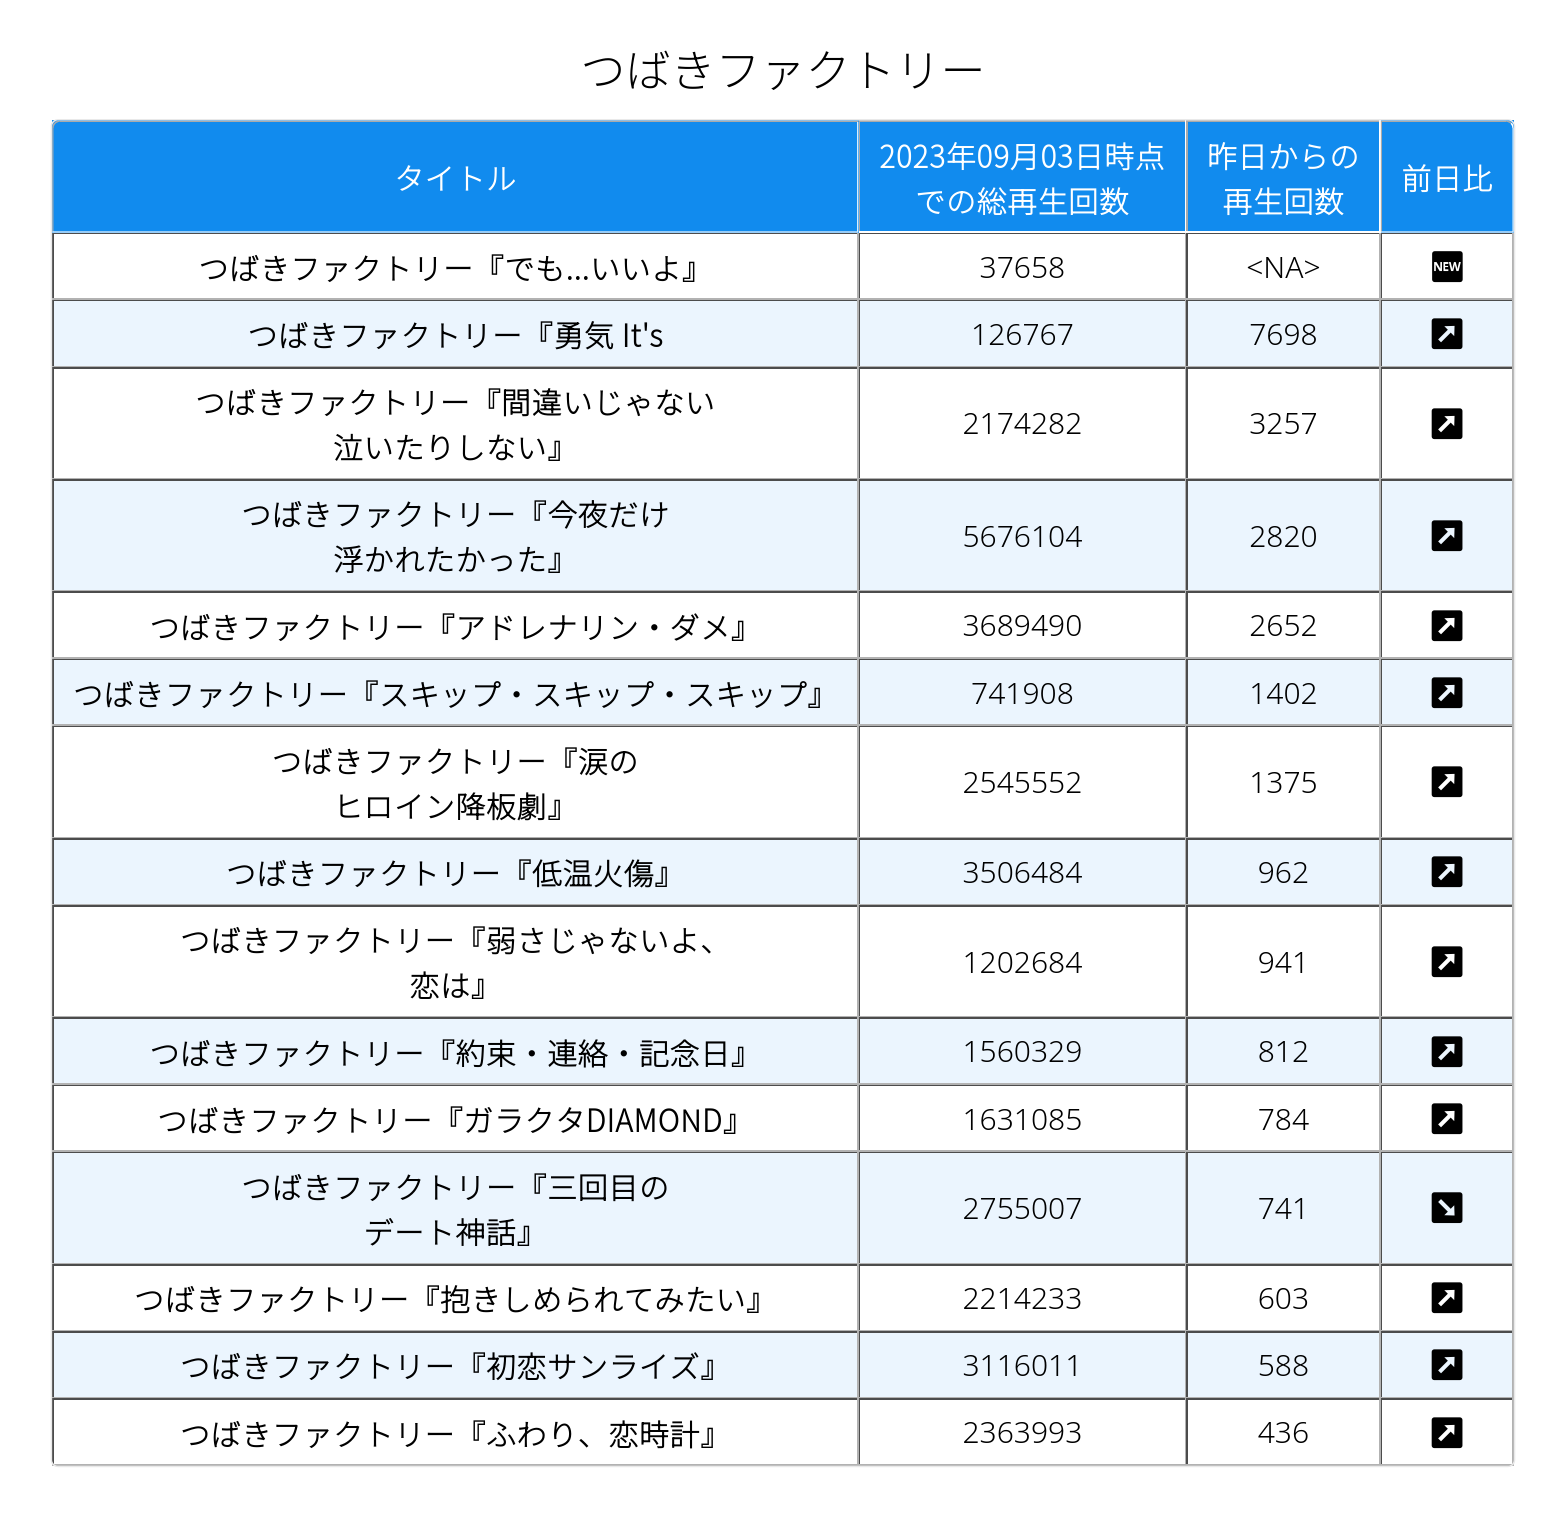 つばきファクトリー
タイトル
2023年09月03日時点
での総再生回数
昨日からの
再生回数
前日比
つばきファクトリー『でも...いいよ』
37658
<NA>
NEW
つばきファクトリー『勇気 It's
126767
7698
つばきファクトリー『間違いじゃない
泣いたりしない』
2174282
3257
つばきファクトリー『今夜だけ
浮かれたかった』
5676104
2820
つばきファクトリー『アドレナリン・ダメ』
3689490
2652
つばきファクトリー『スキップ・スキップ・スキップ』
741908
1402
つばきファクトリー『涙の
ヒロイン降板劇』
2545552
1375
つばきファクトリー『低温火傷』
3506484
962
つばきファクトリー『弱さじゃないよ、
恋は』
1202684
941
つばきファクトリー『約束・連絡・記念日』
1560329
812
つばきファクトリー『ガラクタDIAMOND』
1631085
784
つばきファクトリー『三回目の
デート神話』
2755007
741
つばきファクトリー『抱きしめられてみたい』
2214233
603
つばきファクトリー『初恋サンライズ』
3116011
588
つばきファクトリー『ふわり、恋時計』
2363993
436